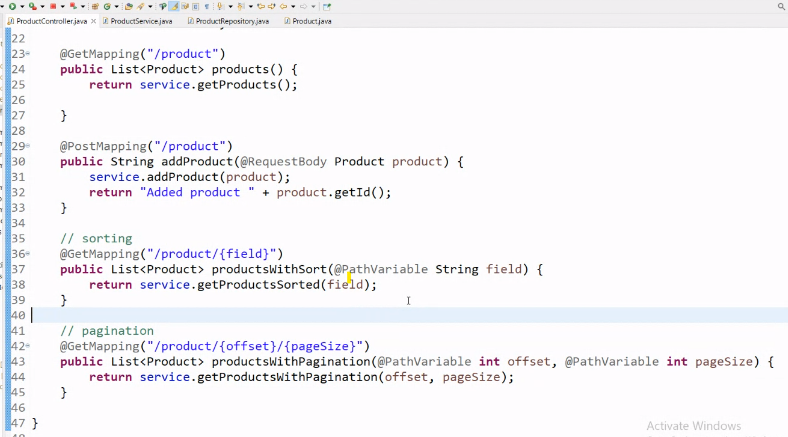 ProductController.java ProductService.java ProductRepository.java Product.java
22
23 @GetMapping("/product")
24 public List<Product> products() {
25 return service.getProducts();
26
27 }
28
29 @PostMapping("/product")
30 public String addProduct(@RequestBody Product product) {
31 service.addProduct(product);
32 return "Added product " + product.getId();
33 }
34
35 // sorting
36 @GetMapping("/product/{field}")
37 public List<Product> productsWithSort(@PathVariable String field) {
38 return service.getProductsSorted(field);
39 }
40
41 // pagination
42 @GetMapping("/product/{offset}/{pageSize}")
43 public List<Product> productsWithPagination(@PathVariable int offset, @PathVariable int pageSize) {
44 return service.getProductsWithPagination(offset, pageSize);
45 }
46
47 }
Activate Windows